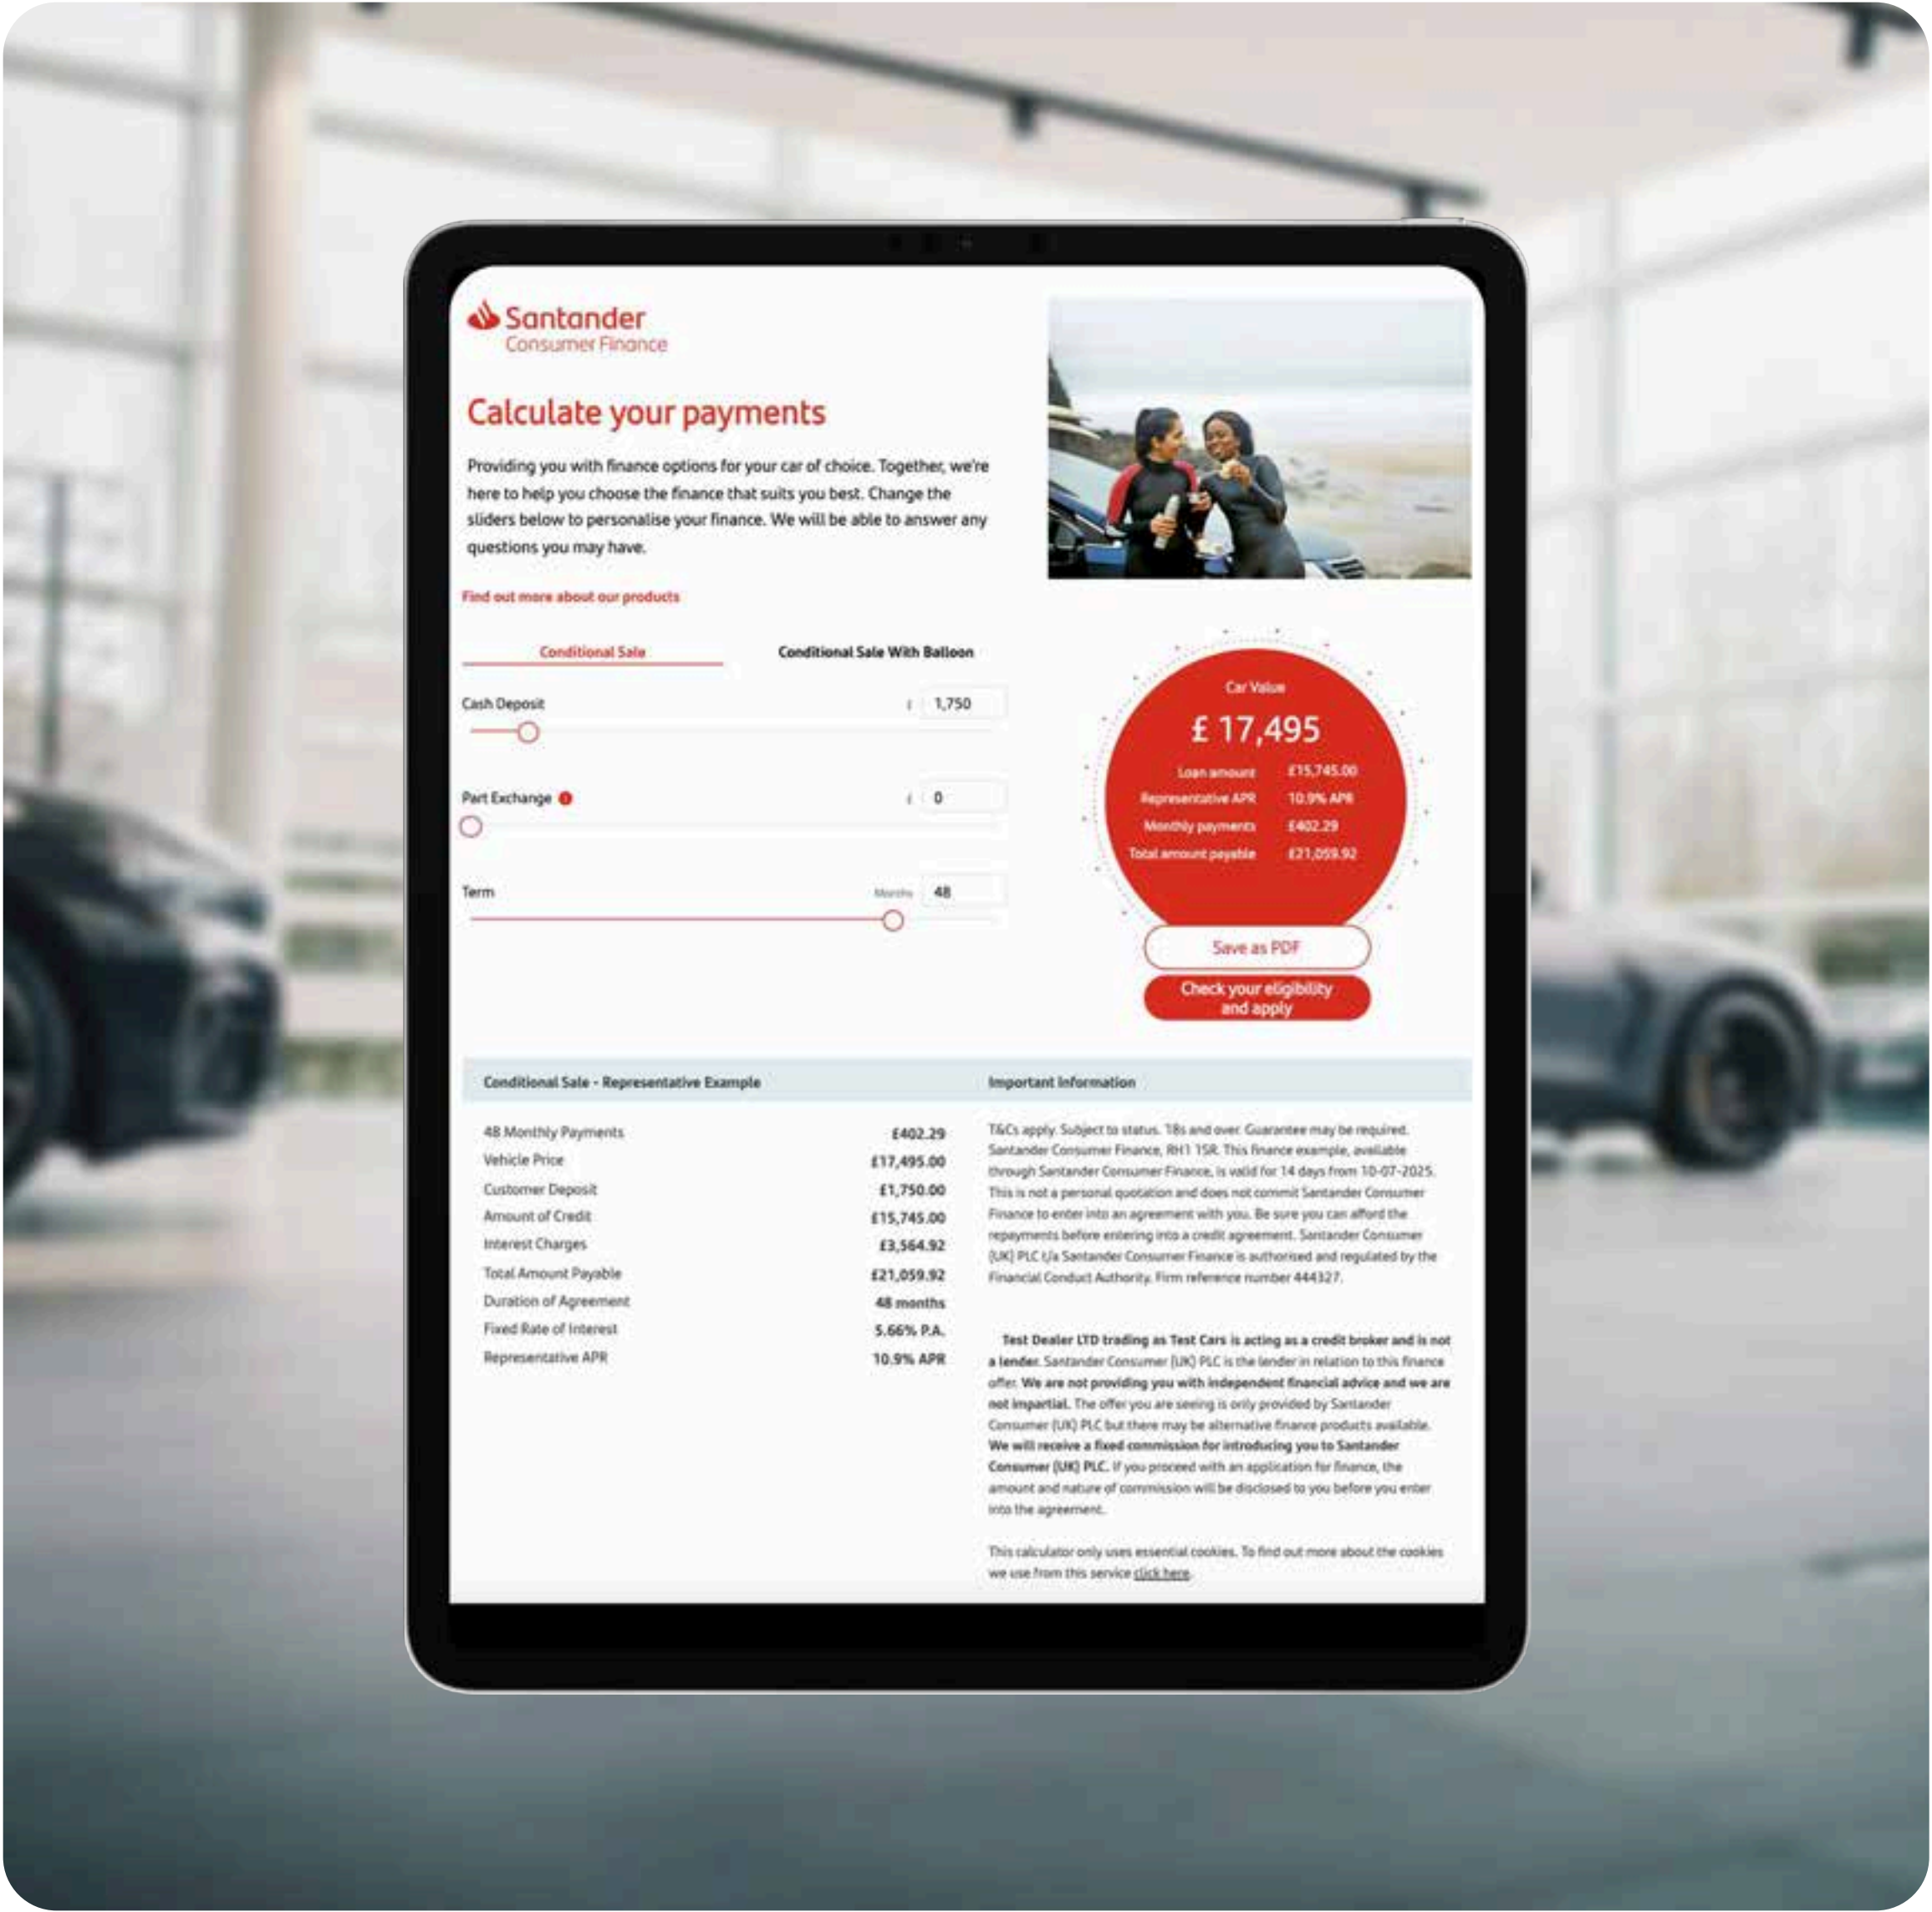 Santander
Consumer Finance
Calculate your payments
Providing you with finance options for your car of choice. Together, we're
here to help you choose the finance that suits you best. Change the
sliders below to personalise your finance. We will be able to answer any
questions you may have.
Find out more about our products
Conditional Sale
Conditional Sale With Balloon
Cash Deposit
£ 1,750
Part Exchange
£ 0
Term
Months 48
Car Value
£ 17,495
Loan amount £15,745.00
Representative APR 10.9% APR
Monthly payments £402.29
Total amount payable £21,059.92
Save as PDF
Check your eligibility
and apply
Conditional Sale - Representative Example
48 Monthly Payments £402.29
Vehicle Price £17,495.00
Customer Deposit £1,750.00
Amount of Credit £15,745.00
Interest Charges £3,564.92
Total Amount Payable £21,059.92
Duration of Agreement 48 months
Fixed Rate of Interest 5.66% P.A.
Representative APR 10.9% APR
Important Information
T&Cs apply. Subject to status. 18s and over. Guarantee may be required.
Santander Consumer Finance, RH1 1SR. This finance example, available
through Santander Consumer Finance, is valid for 14 days from 10-07-2025.
This is not a personal quotation and does not commit Santander Consumer
Finance to enter into an agreement with you. Be sure you can afford the
repayments before entering into a credit agreement. Santander Consumer
(UK) PLC t/a Santander Consumer Finance is authorised and regulated by the
Financial Conduct Authority. Firm reference number 444327.
Test Dealer LTD trading as Test Cars is acting as a credit broker and is not
a lender. Santander Consumer (UK) PLC is the lender in relation to this finance
offer. We are not providing you with independent financial advice and we are
not impartial. The offer you are seeing is only provided by Santander
Consumer (UK) PLC but there may be alternative finance products available.
We will receive a fixed commission for introducing you to Santander
Consumer (UK) PLC. If you proceed with an application for finance, the
amount and nature of commission will be disclosed to you before you enter
into the agreement.
This calculator only uses essential cookies. To find out more about the cookies
we use from this service click here.